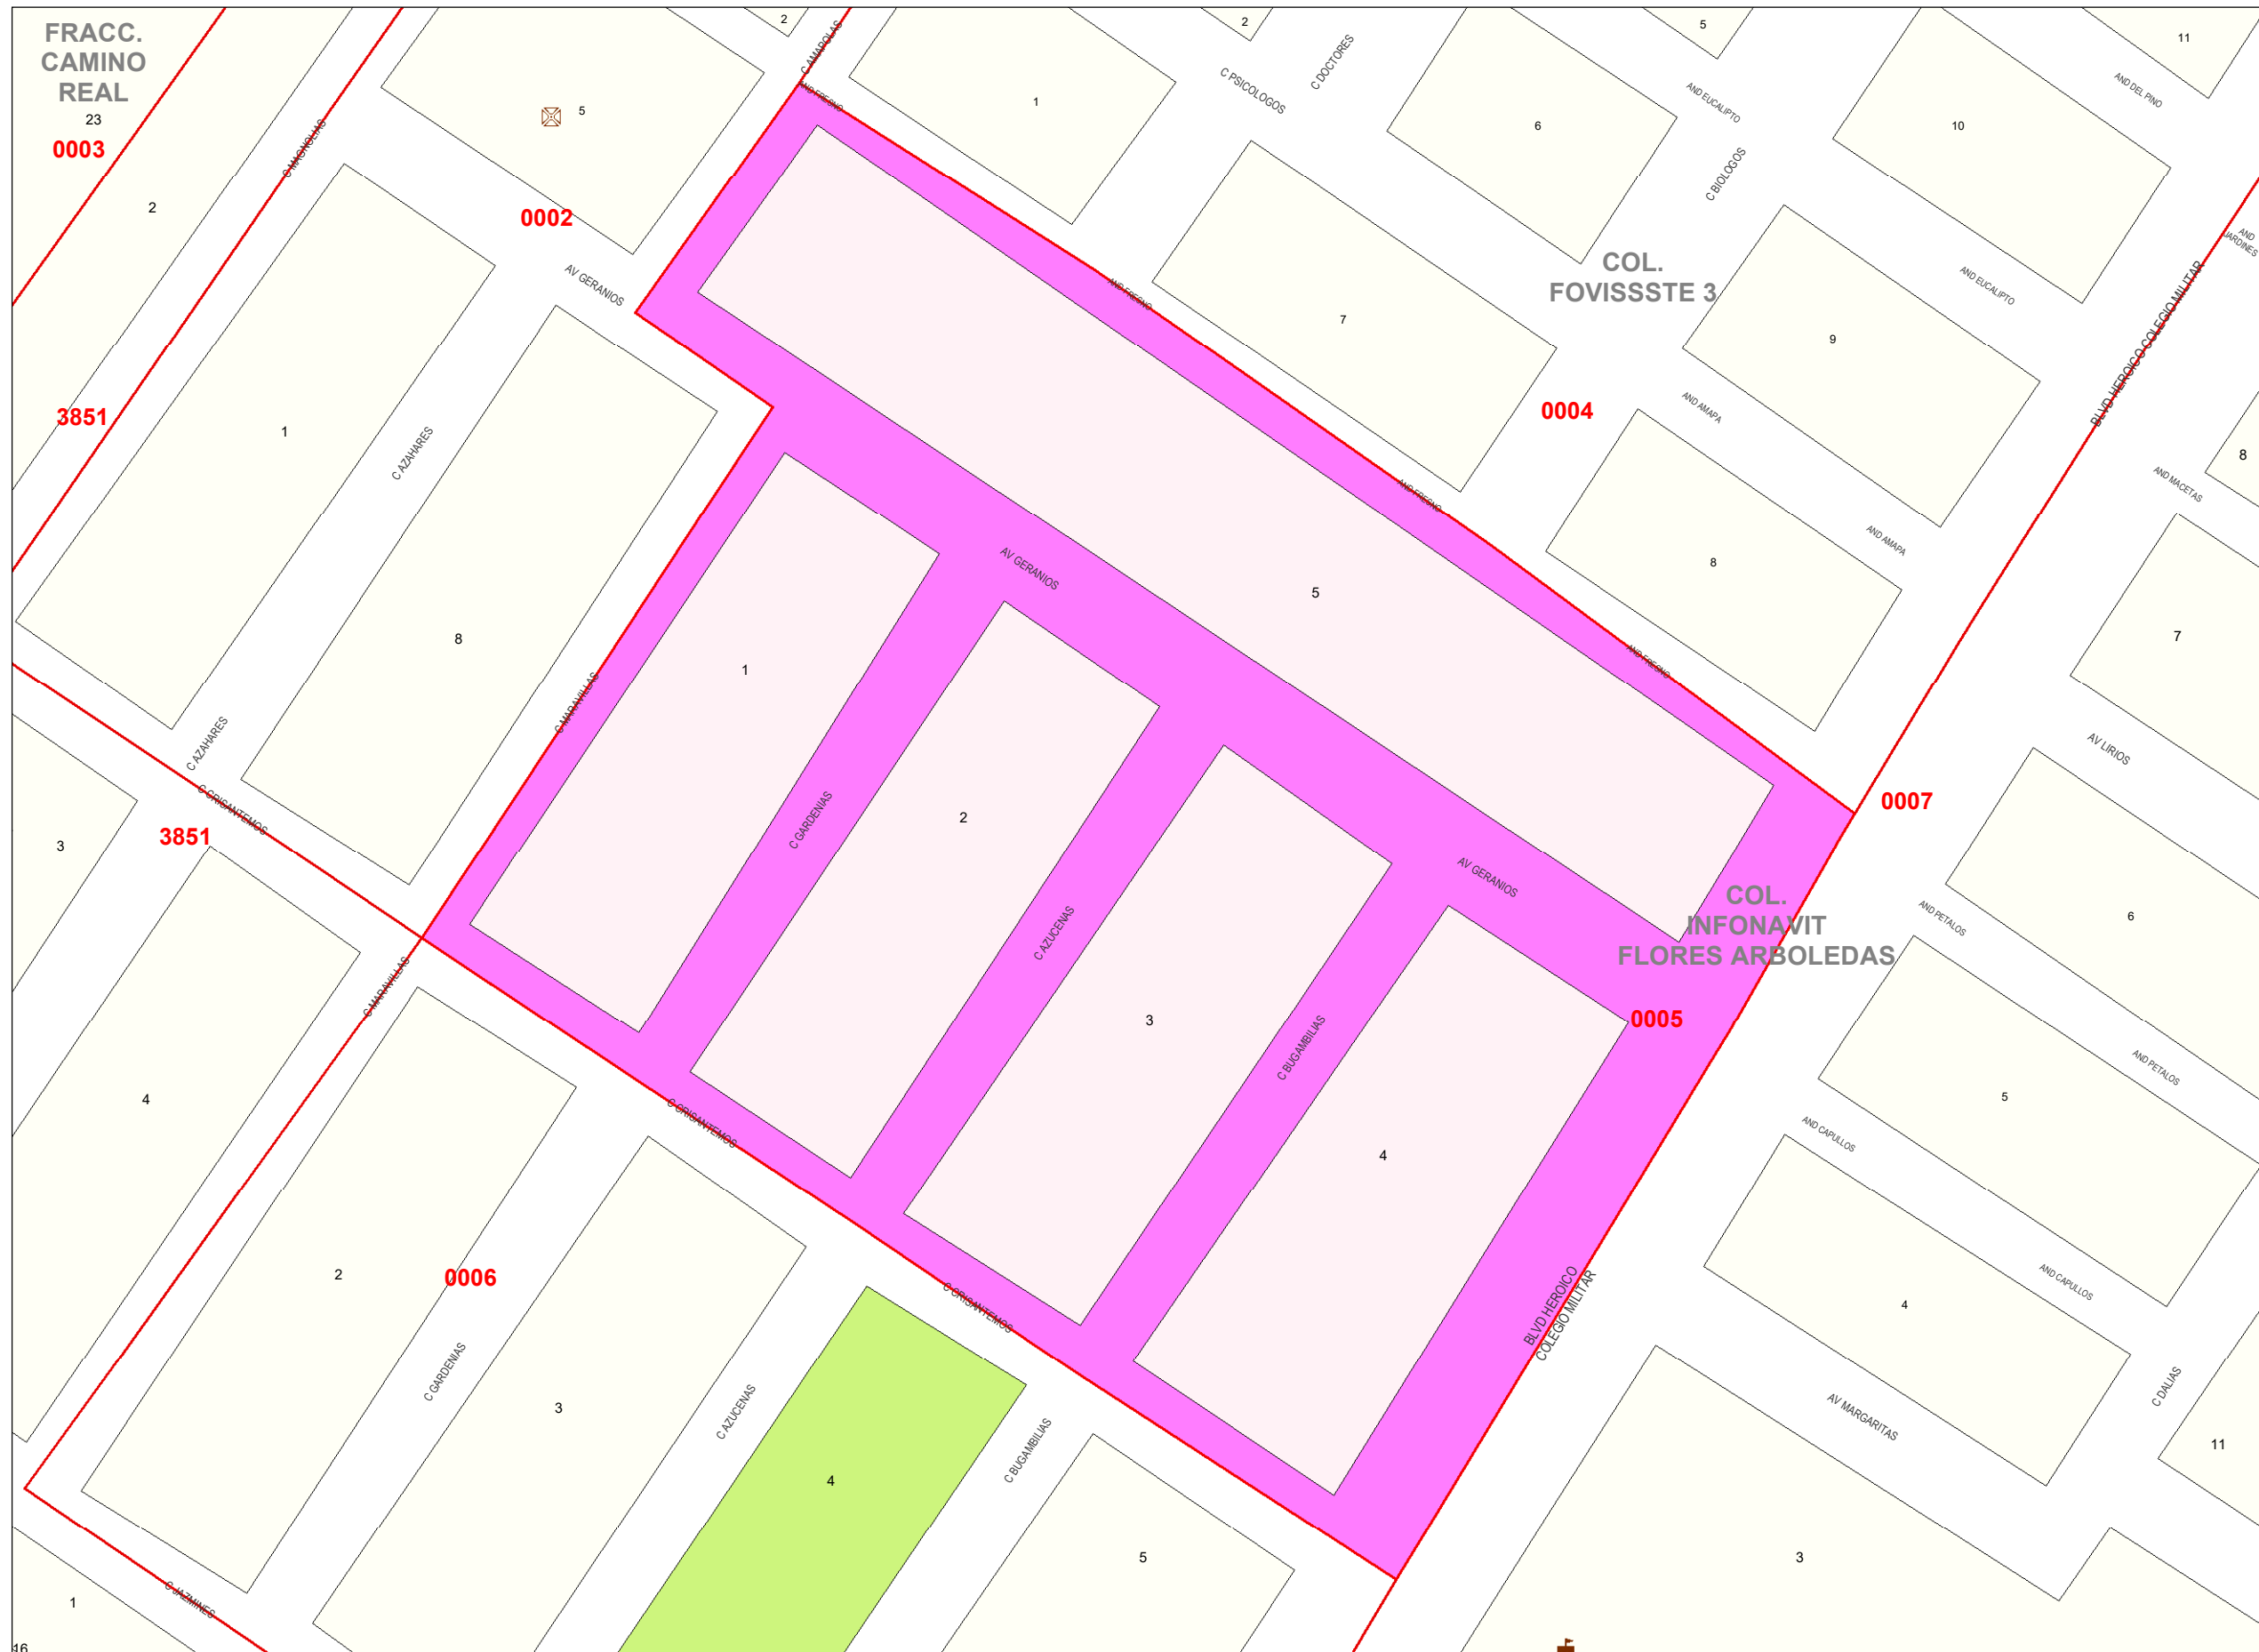 FRACC.
CAMINO
REAL
23
0003
2
C MAGNOLIAS
5
2
C AMAPOLAS
AND FRESNO
1
2
C PSICOLOGOS
C DOCTORES
6
5
AND EUCALIPTO
C BIOLOGOS
10
11
AND DEL PINO
0002
AV GERANIOS
AND FRESNO
7
COL.
FOVISSSTE 3
9
AND EUCALIPTO
AND
JARDINES
BLVD HEROICO COLEGIO MILITAR
3851
1
C AZAHARES
0004
AND AMAPA
8
AND MACETAS
AND FRESNO
AND AMAPA
8
AV GERANIOS
5
7
8
1
C MARAVILLAS
AND FRESNO
C AZAHARES
C CRISANTEMOS
3851
3
C GARDENIAS
2
AV LIRIOS
0007
AV GERANIOS
COL.
INFONAVIT
FLORES ARBOLEDAS
AND PETALOS
6
C AZUCENAS
C MARAVILLAS
3
0005
C BUGAMBILIAS
AND PETALOS
5
4
C CRISANTEMOS
4
AND CAPULLOS
2
0006
C CRISANTEMOS
BLVD HEROICO
COLEGIO MILITAR
4
AND CAPULLOS
C GARDENIAS
3
C AZUCENAS
4
C BUGAMBILIAS
AV MARGARITAS
C DALIAS
11
5
3
C JAZMINES
1
16